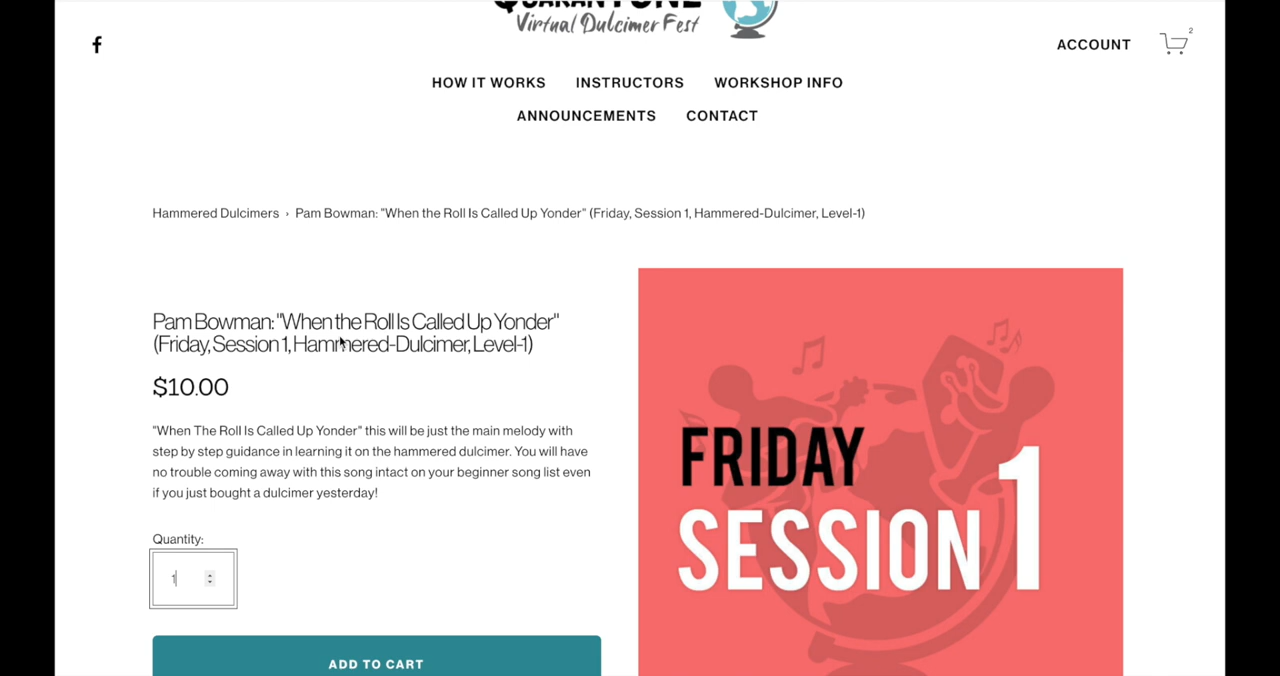 QUARANTUNE
Virtual Dulcimer Fest
ACCOUNT
2
HOW IT WORKS
INSTRUCTORS
WORKSHOP INFO
ANNOUNCEMENTS
CONTACT
Hammered Dulcimers › Pam Bowman: "When the Roll Is Called Up Yonder" (Friday, Session 1, Hammered-Dulcimer, Level-1)
Pam Bowman: "When the Roll Is Called Up Yonder"
(Friday, Session 1, Hammered-Dulcimer, Level-1)
$10.00
"When The Roll Is Called Up Yonder" this will be just the main melody with
step by step guidance in learning it on the hammered dulcimer. You will have
no trouble coming away with this song intact on your beginner song list even
if you just bought a dulcimer yesterday!
Quantity:
1
ADD TO CART
FRIDAY
SESSION 1